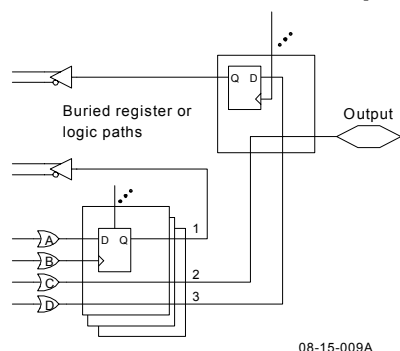 Q D
Buried register or
logic paths
Output
1
A
D Q
B
2
C
3
D
08-15-009A